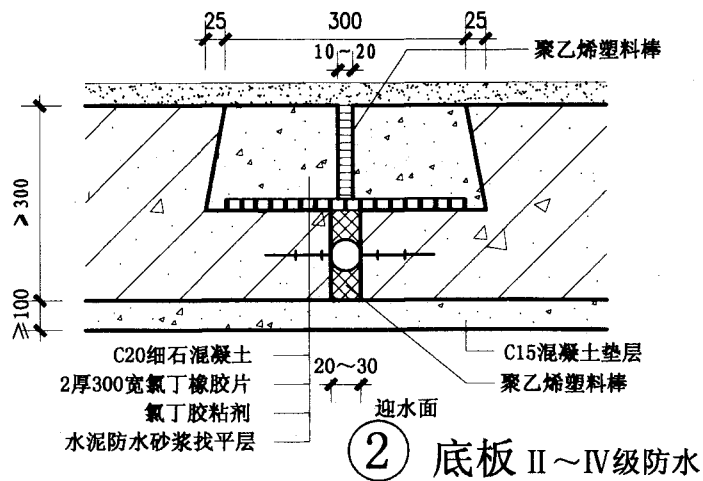 25 300 25
10~20
聚乙烯塑料棒
≥300
≥100
C20细石混凝土
2厚300宽氯丁橡胶片
氯丁胶粘剂
水泥防水砂浆找平层
20~30
C15混凝土垫层
聚乙烯塑料棒
迎水面
2 底板 II~IV级防水